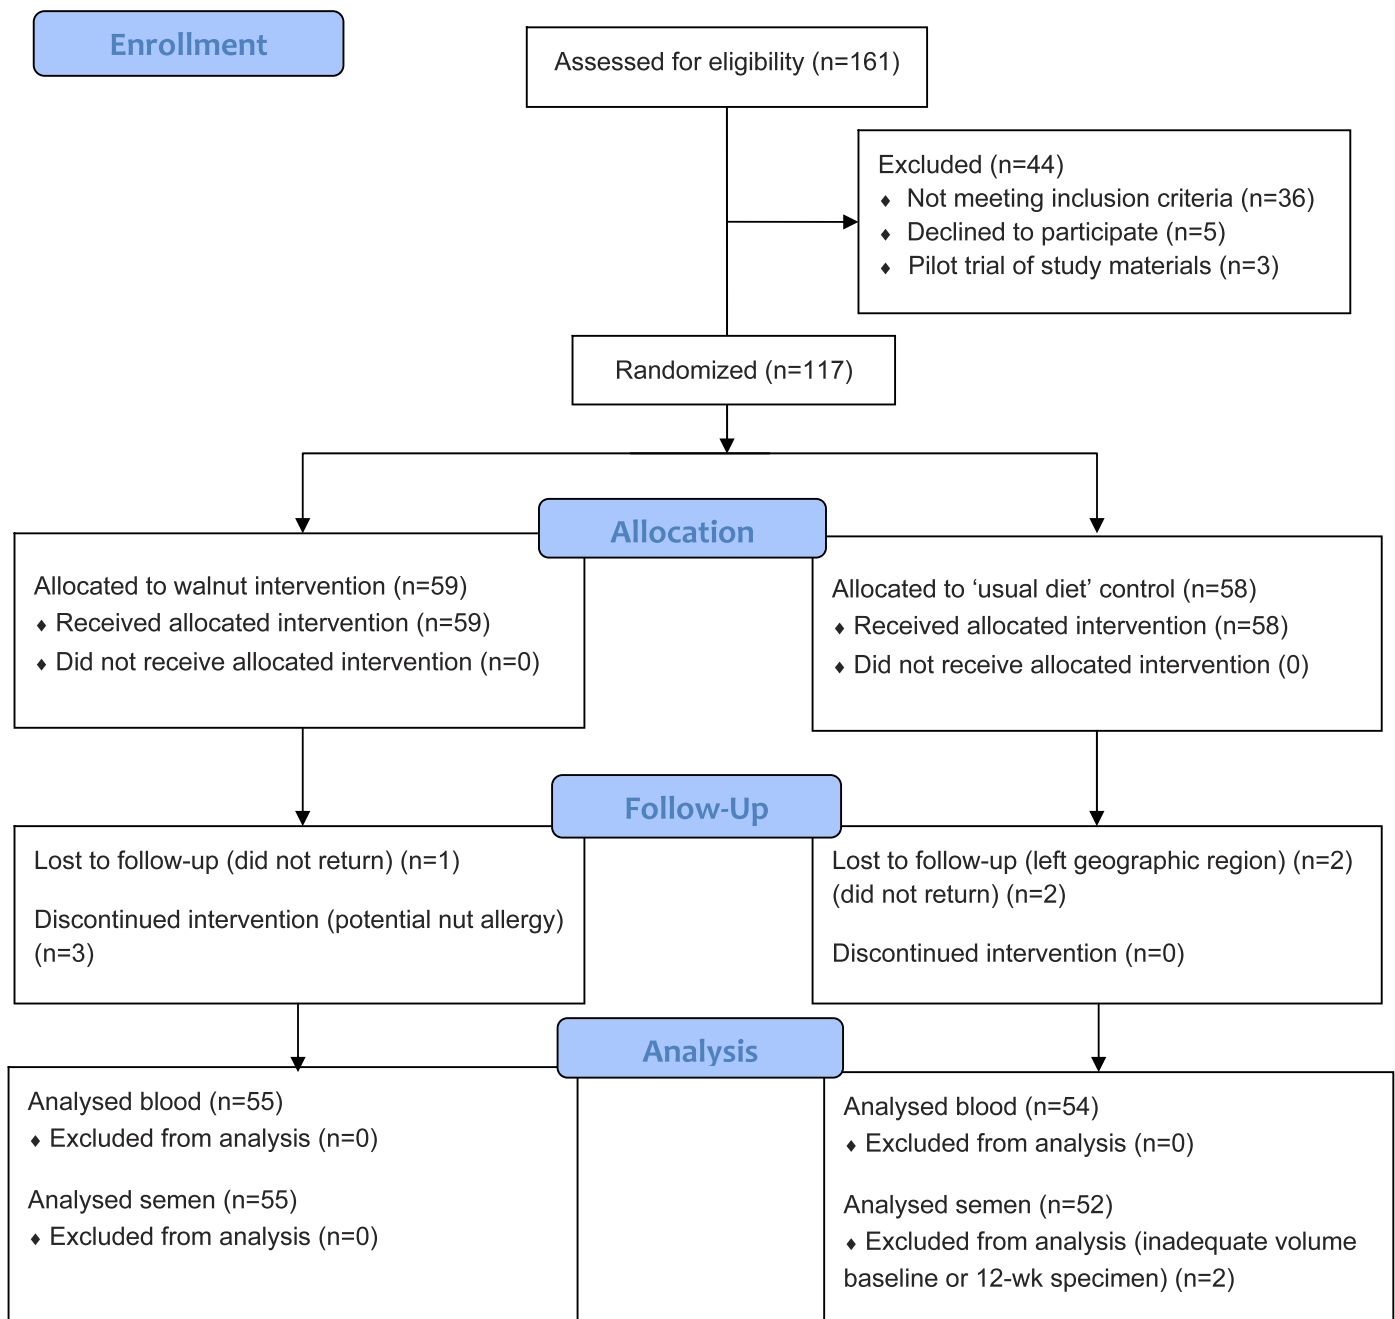 Enrollment
Assessed for eligibility (n=161)
Excluded (n=44)
♦ Not meeting inclusion criteria (n=36)
♦ Declined to participate (n=5)
♦ Pilot trial of study materials (n=3)
Randomized (n=117)
Allocation
Allocated to walnut intervention (n=59)
♦ Received allocated intervention (n=59)
♦ Did not receive allocated intervention (n=0)
Allocated to ‘usual diet’ control (n=58)
♦ Received allocated intervention (n=58)
♦ Did not receive allocated intervention (0)
Follow-Up
Lost to follow-up (did not return) (n=1)
Discontinued intervention (potential nut allergy)
(n=3)
Lost to follow-up (left geographic region) (n=2)
(did not return) (n=2)
Discontinued intervention (n=0)
Analysis
Analysed blood (n=55)
♦ Excluded from analysis (n=0)
Analysed semen (n=55)
♦ Excluded from analysis (n=0)
Analysed blood (n=54)
♦ Excluded from analysis (n=0)
Analysed semen (n=52)
♦ Excluded from analysis (inadequate volume
baseline or 12-wk specimen) (n=2)